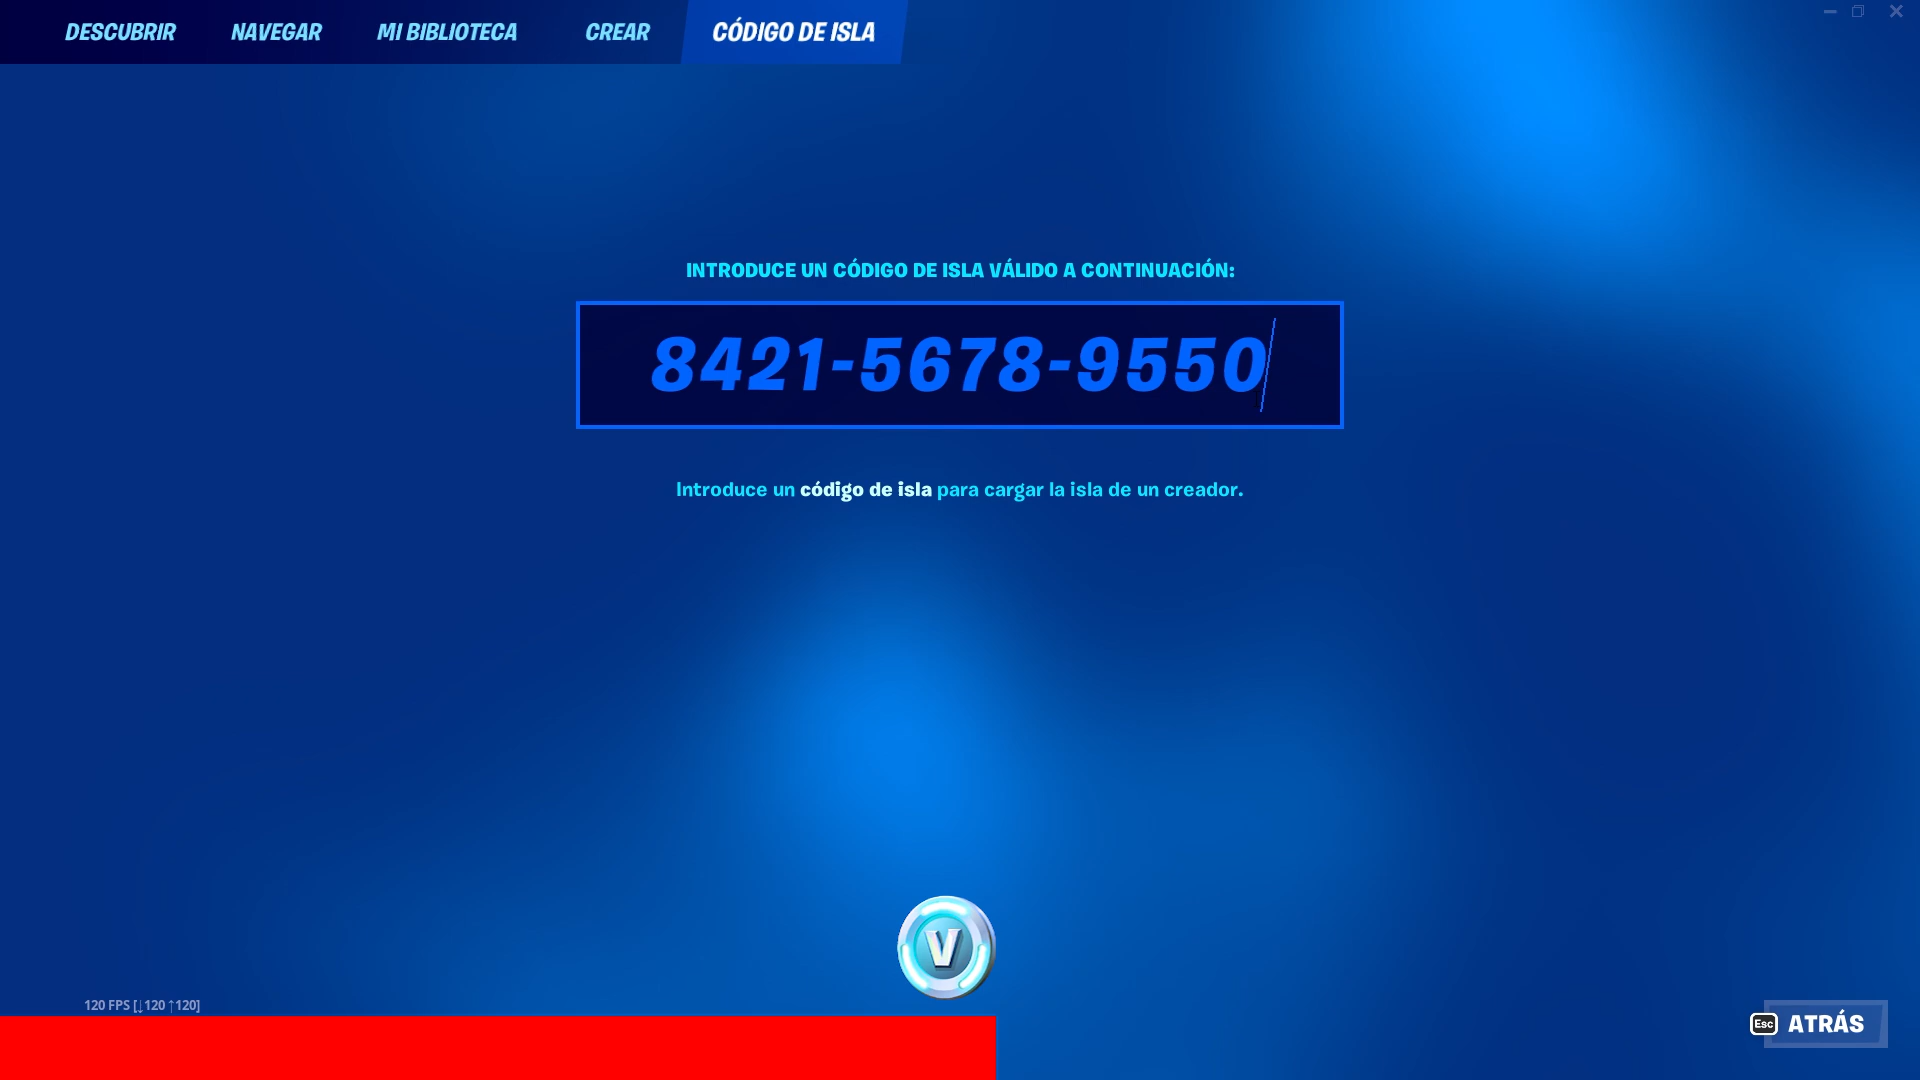 DESCUBRIR NAVEGAR MI BIBLIOTECA CREAR CÓDIGO DE ISLA
INTRODUCE UN CÓDIGO DE ISLA VÁLIDO A CONTINUACIÓN:
8421-5678-9550
Introduce un código de isla para cargar la isla de un creador.
V
120 FPS [↓120 ↑120]
Esc ATRÁS